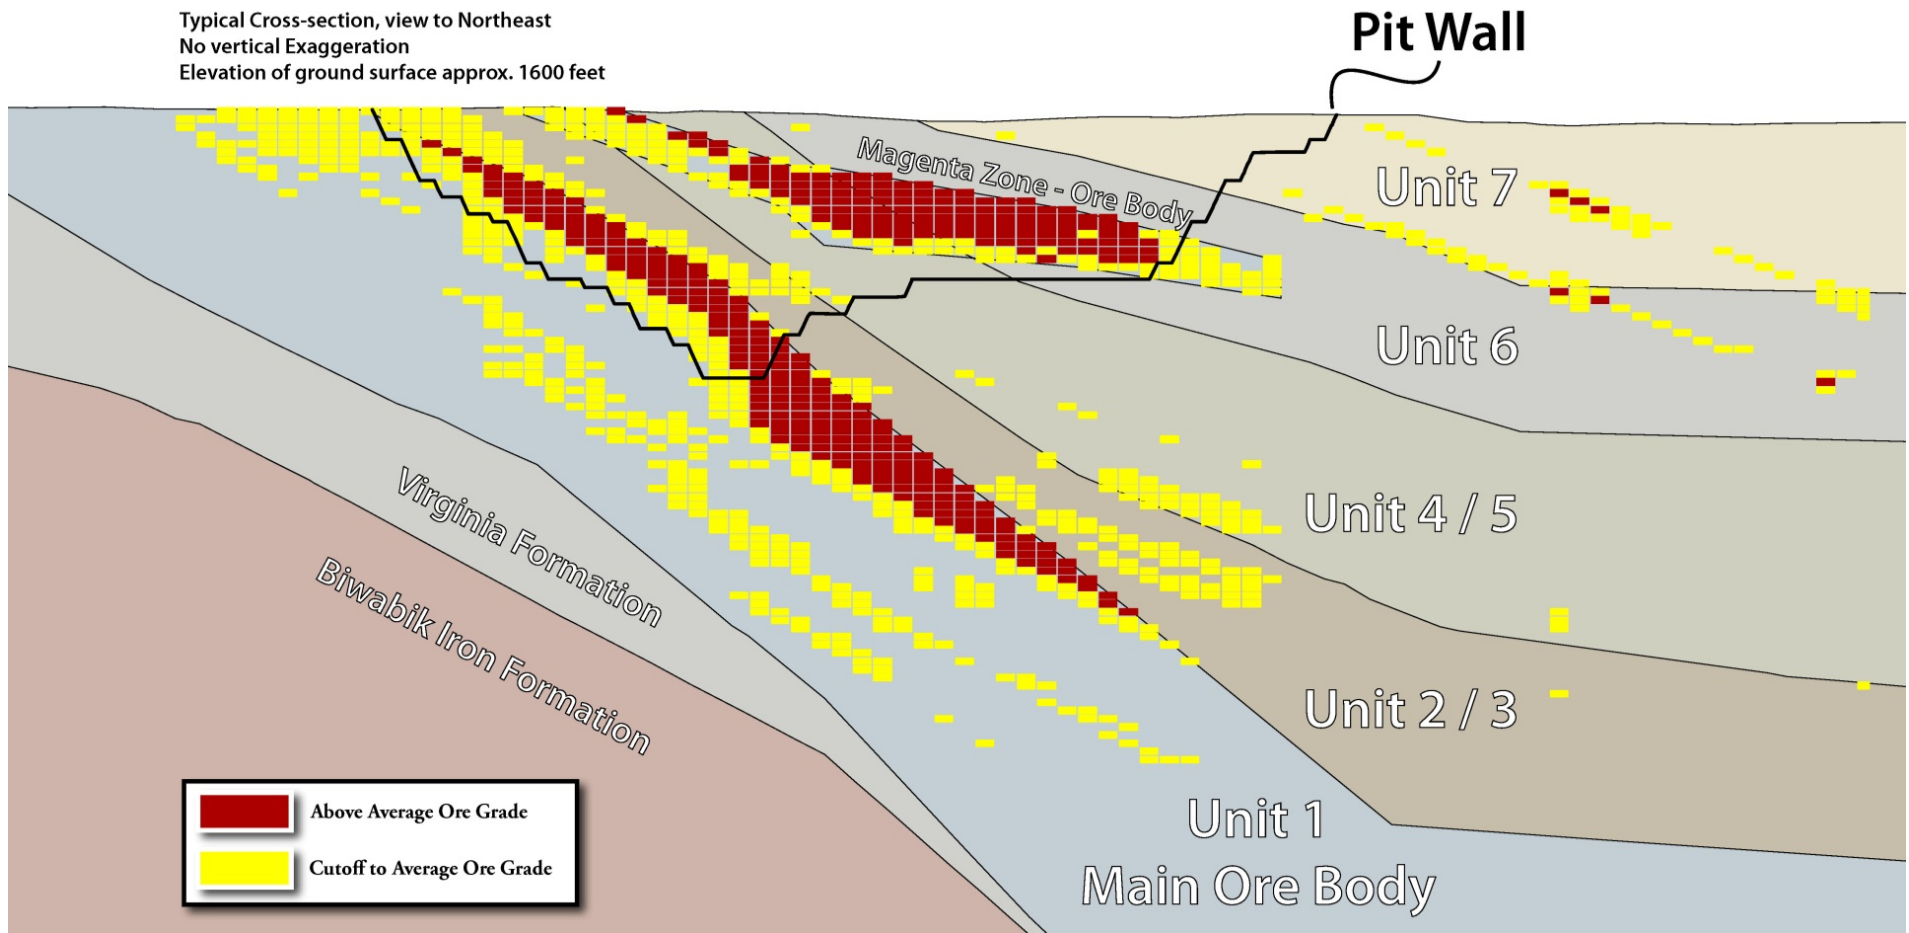 Typical Cross-section, view to Northeast
No vertical Exaggeration
Elevation of ground surface approx. 1600 feet
Pit Wall
Magenta Zone - Ore Body
Unit 7
Unit 6
Unit 4 / 5
Unit 2 / 3
Virginia Formation
Biwabik Iron Formation
Unit 1
Main Ore Body
Above Average Ore Grade
Cutoff to Average Ore Grade